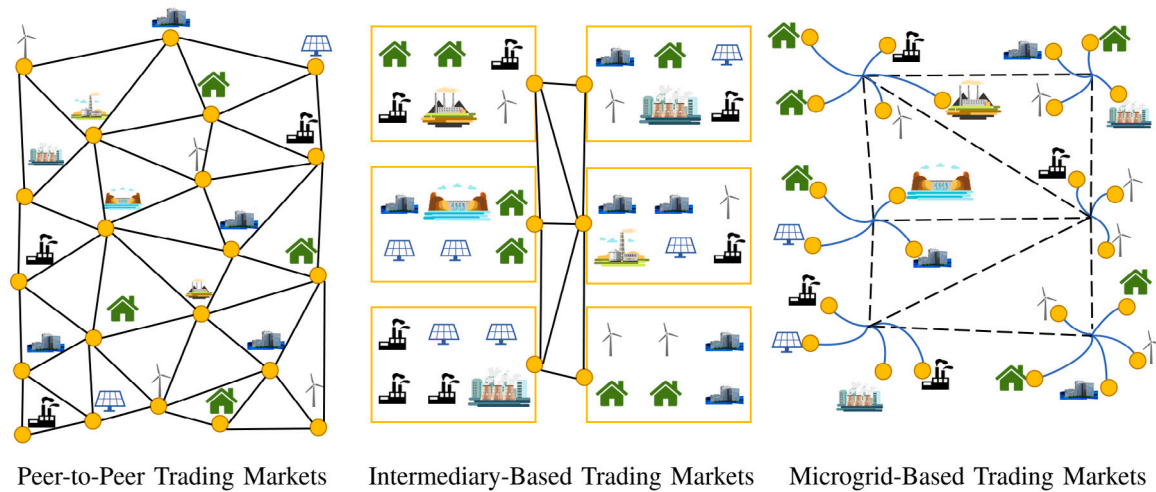 Peer-to-Peer Trading Markets
Intermediary-Based Trading Markets
Microgrid-Based Trading Markets